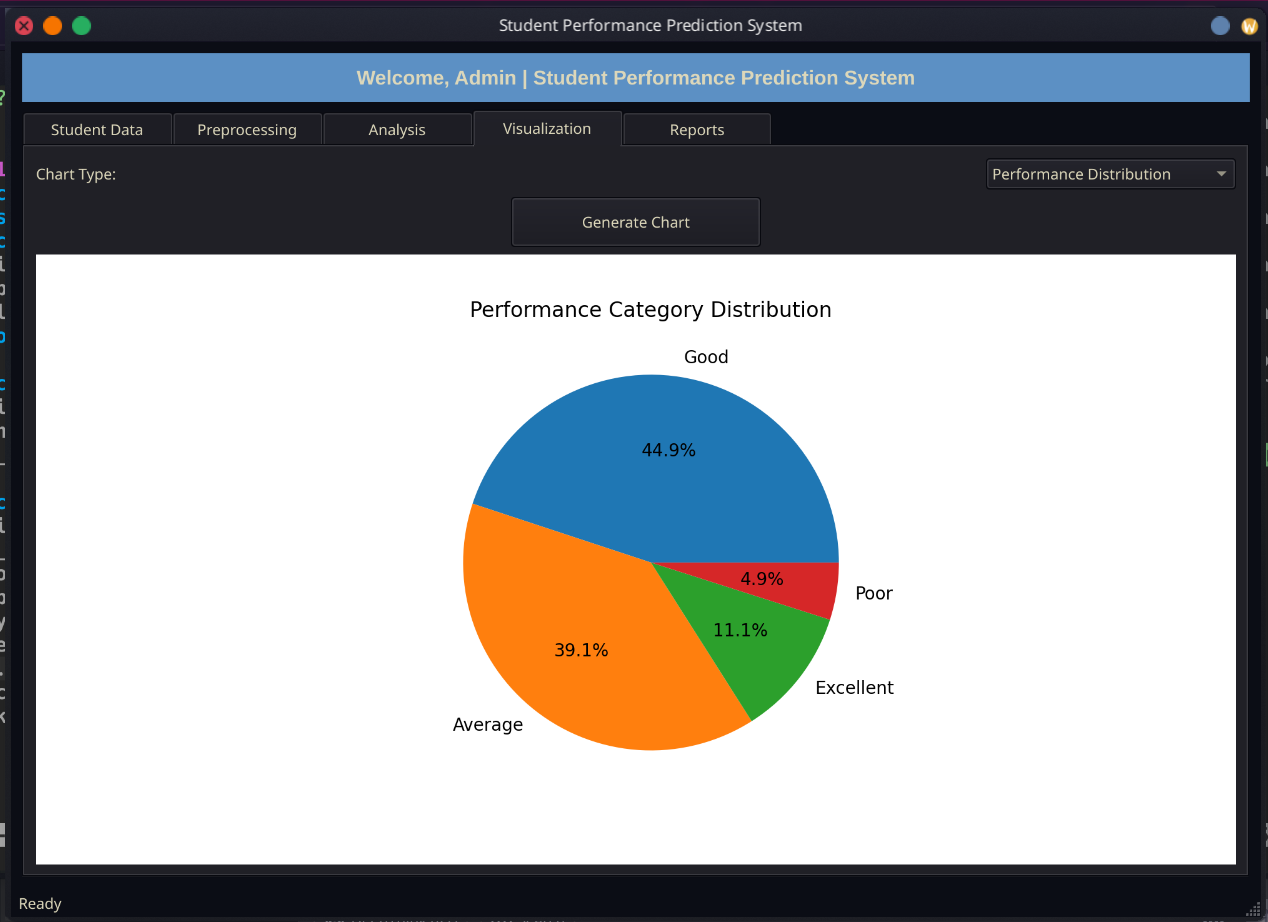 Student Performance Prediction System
Welcome, Admin | Student Performance Prediction System
Student Data
Preprocessing
Analysis
Visualization
Reports
Chart Type:
Performance Distribution
Generate Chart
Performance Category Distribution
Good
44.9%
4.9%
Poor
11.1%
39.1%
Excellent
Average
Ready